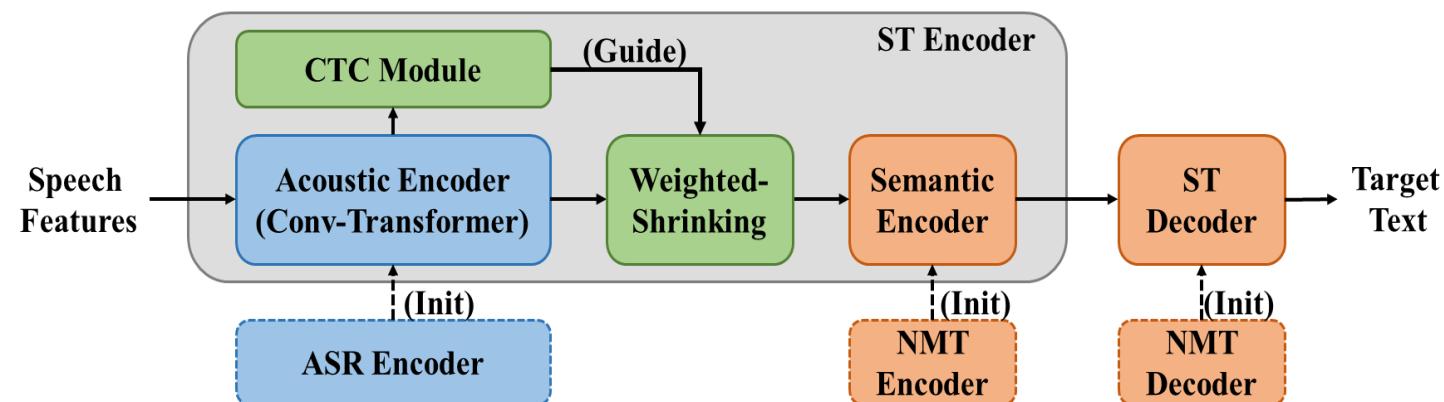 ST Encoder
CTC Module
(Guide)
Speech
Features
Acoustic Encoder
(Conv-Transformer)
Weighted-
Shrinking
Semantic
Encoder
ST
Decoder
Target
Text
(Init)
(Init)
(Init)
ASR Encoder
NMT
Encoder
NMT
Decoder